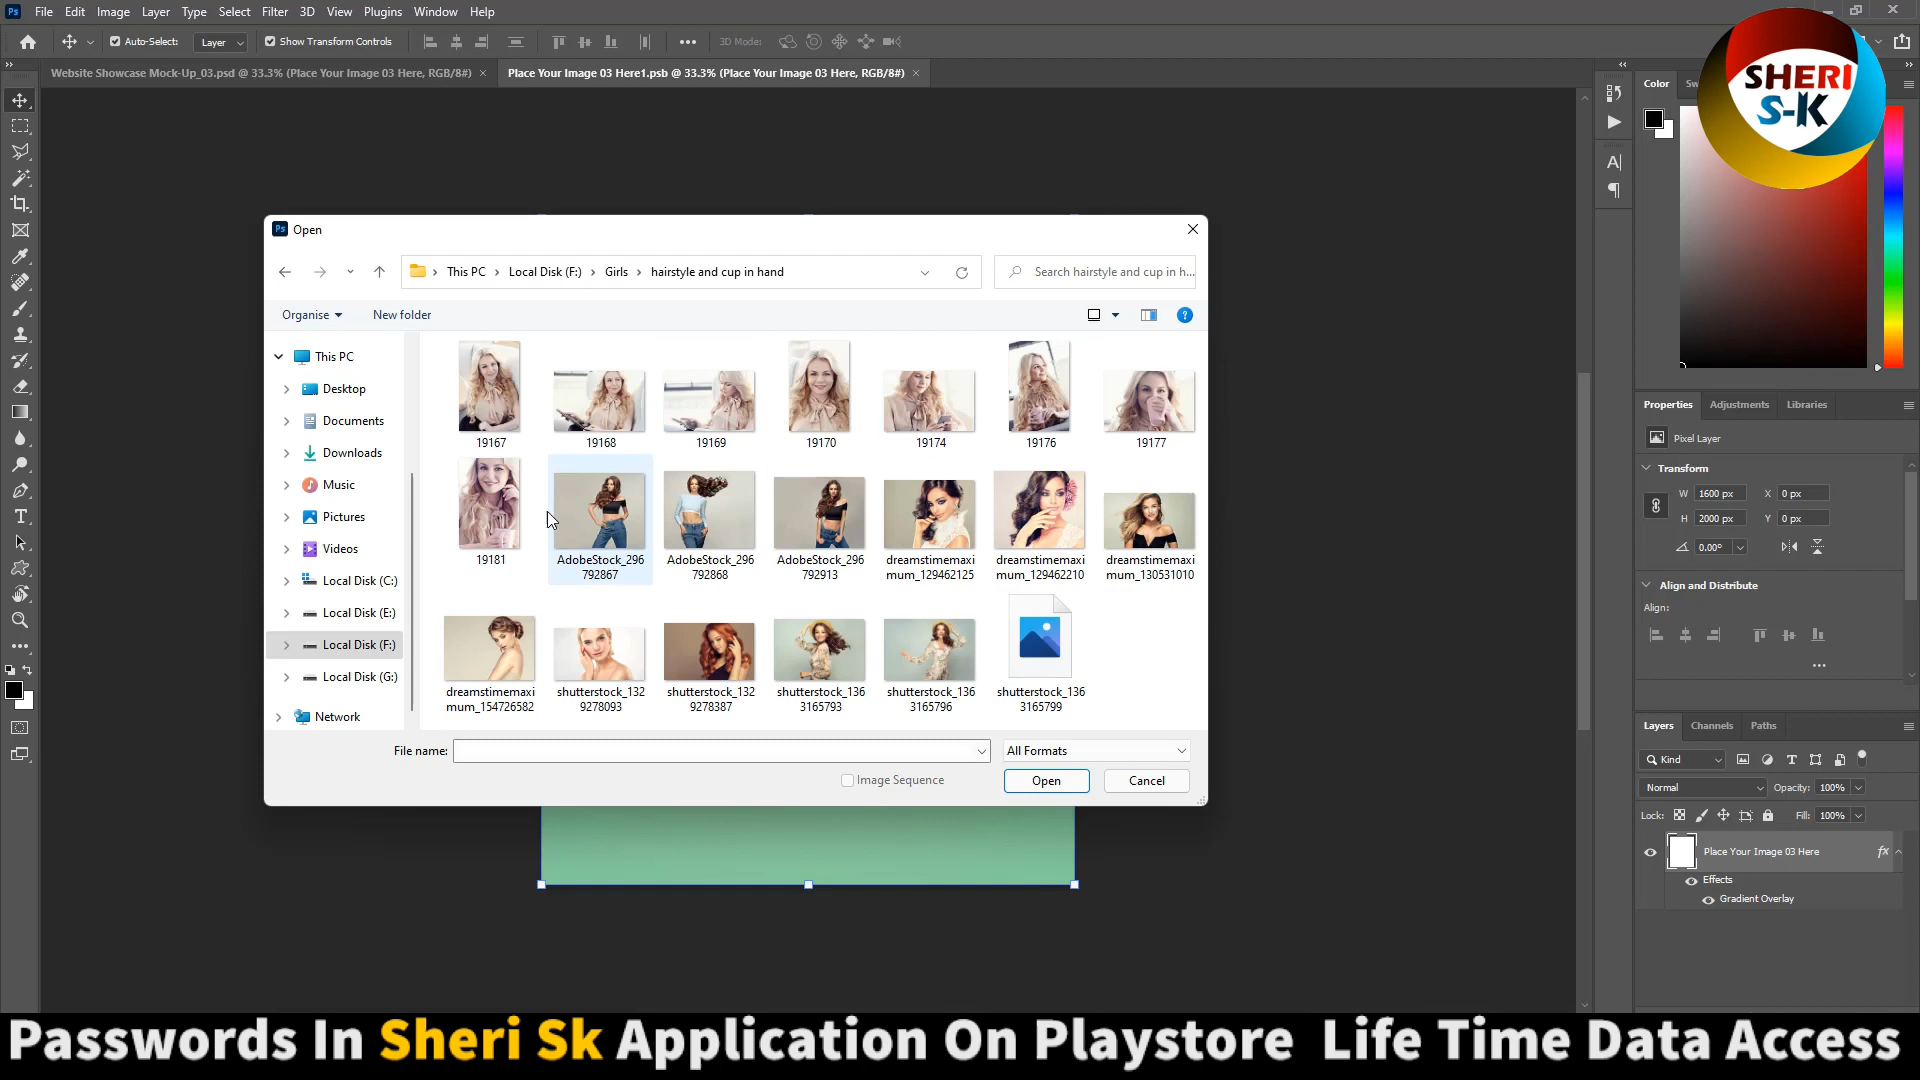 Ps File Edit Image Layer Type Select Filter 3D View Plugins Window Help
Auto-Select: Layer Show Transform Controls 3D Mode:
Website Showcase Mock-Up_03.psd @ 33.3% (Place Your Image 03 Here, RGB/8#) × Place Your Image 03 Here1.psb @ 33.3% (Place Your Image 03 Here, RGB/8#) ×
SHERI
S-K
Color Sw
Ps Open
This PC Local Disk (F:) Girls hairstyle and cup in hand Search hairstyle and cup in h...
Organise New folder
This PC
Desktop
Documents
Downloads
Music
Pictures
Videos
Local Disk (C:)
Local Disk (E:)
Local Disk (F:)
Local Disk (G:)
Network
19167 19168 19169 19170 19174 19176 19177
19181 AdobeStock_296 AdobeStock_296 AdobeStock_296 dreamstimemaxi dreamstimemaxi dreamstimemaxi
792867 792868 792913 mum_129462125 mum_129462210 mum_130531010
dreamstimemaxi shutterstock_132 shutterstock_132 shutterstock_136 shutterstock_136 shutterstock_136
mum_154726582 9278093 9278387 3165793 3165796 3165799
File name: All Formats
Image Sequence Open Cancel
Properties Adjustments Libraries
Pixel Layer
Transform
W 1600 px X 0 px
H 2000 px Y 0 px
0.00°
Align and Distribute
Align:
Layers Channels Paths
Kind
Normal Opacity: 100%
Lock: Fill: 100%
Place Your Image 03 Here fx
Effects
Gradient Overlay
Passwords In Sheri Sk Application On Playstore Life Time Data Access